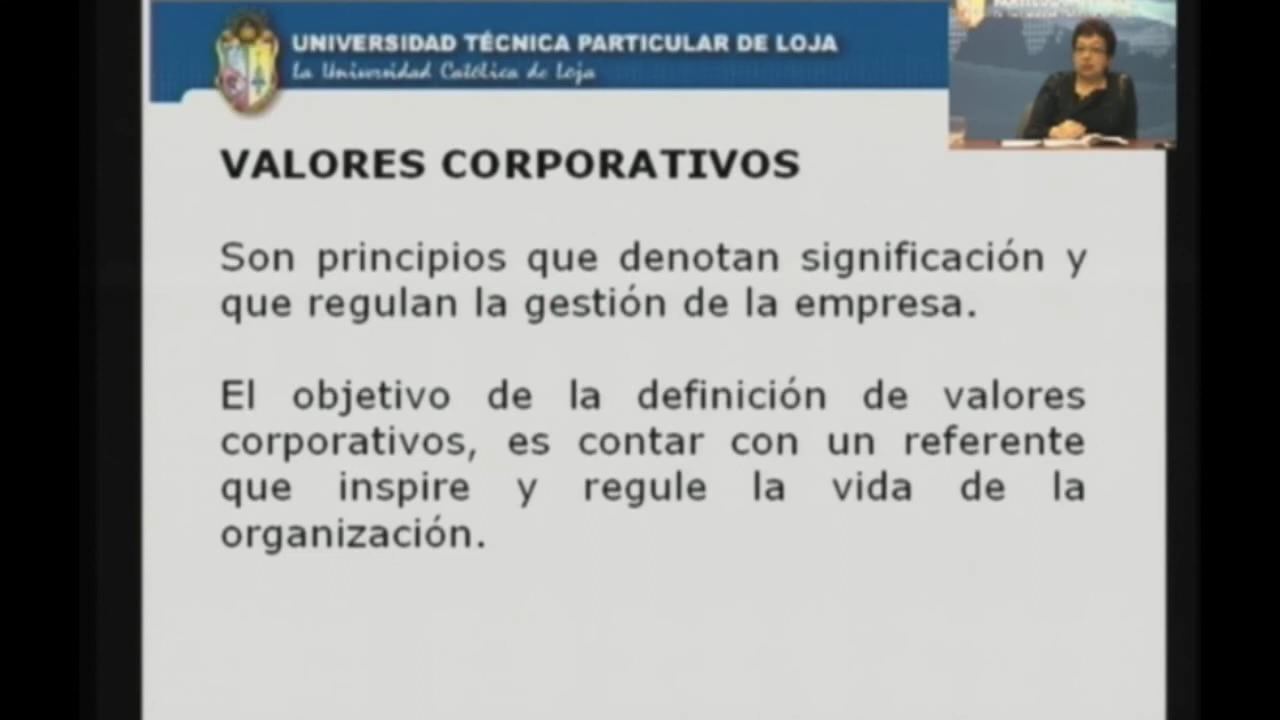 UNIVERSIDAD TÉCNICA PARTICULAR DE LOJA
La Universidad Católica de Loja
VALORES CORPORATIVOS
Son principios que denotan significación y
que regulan la gestión de la empresa.
El objetivo de la definición de valores
corporativos, es contar con un referente
que inspire y regule la vida de la
organización.